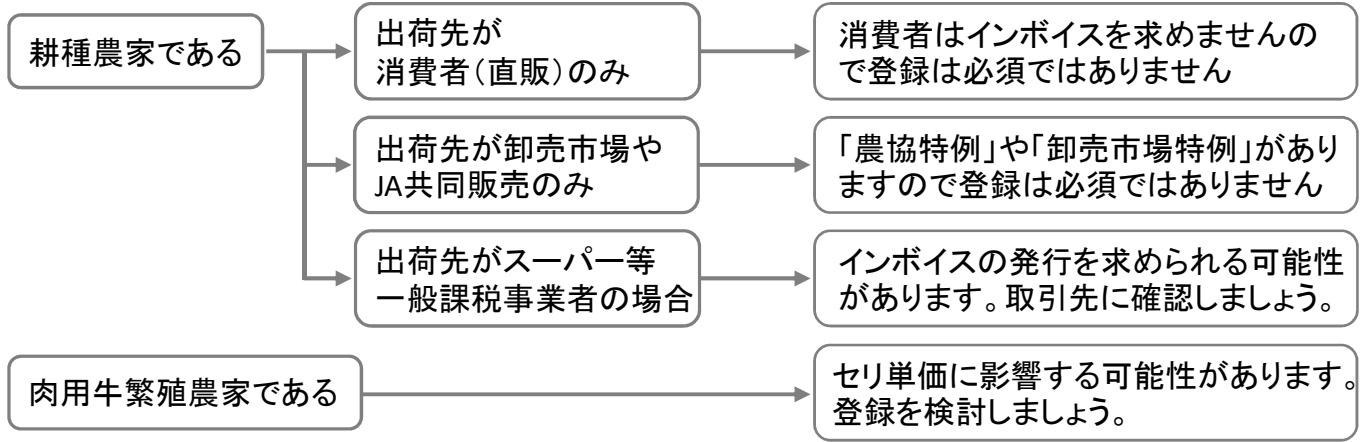 耕種農家である
出荷先が
消費者（直販）のみ
消費者はインボイスを求めませんの
で登録は必須ではありません
出荷先が卸売市場や
JA共同販売のみ
「農協特例」や「卸売市場特例」があり
ますので登録は必須ではありません
出荷先がスーパー等
一般課税事業者の場合
インボイスの発行を求められる可能性
があります。取引先に確認しましょう。
肉用牛繁殖農家である
セリ単価に影響する可能性があります。
登録を検討しましょう。